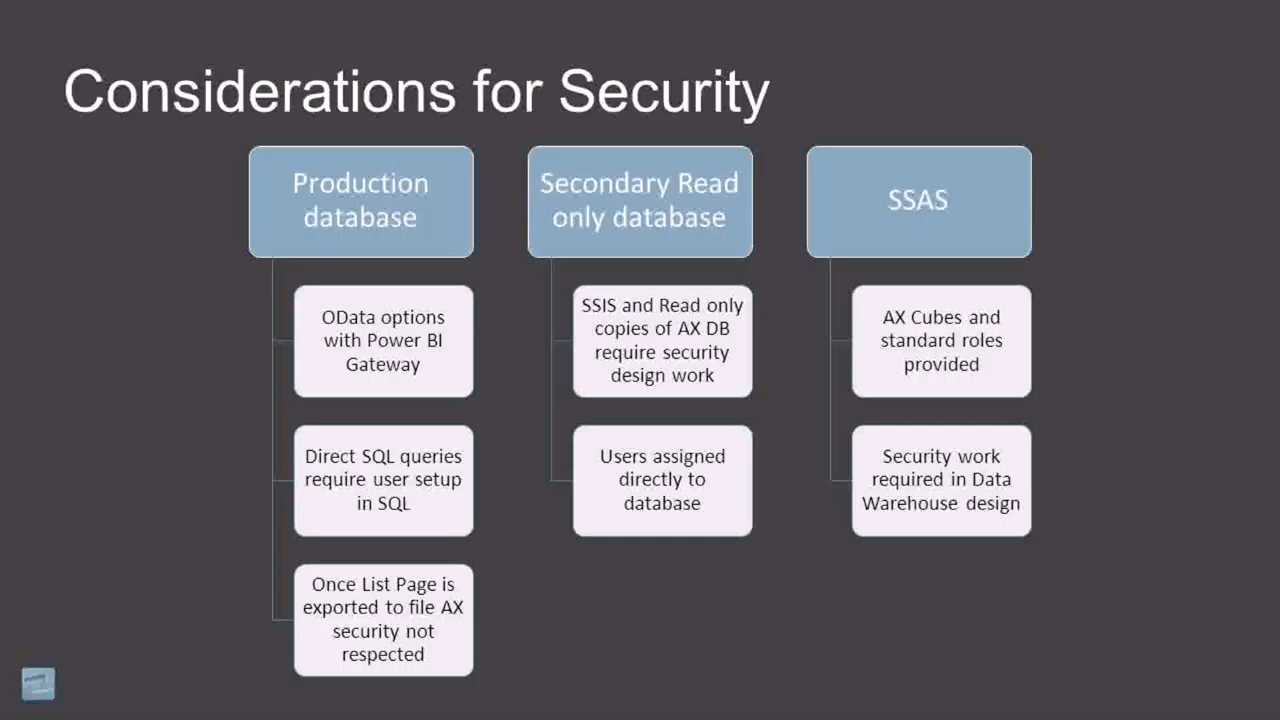 Considerations for Security
Production
database
OData options
with Power BI
Gateway
Direct SQL queries
require user setup
in SQL
Once List Page is
exported to file AX
security not
respected
Secondary Read
only database
SSIS and Read only
copies of AX DB
require security
design work
Users assigned
directly to
database
SSAS
AX Cubes and
standard roles
provided
Security work
required in Data
Warehouse design